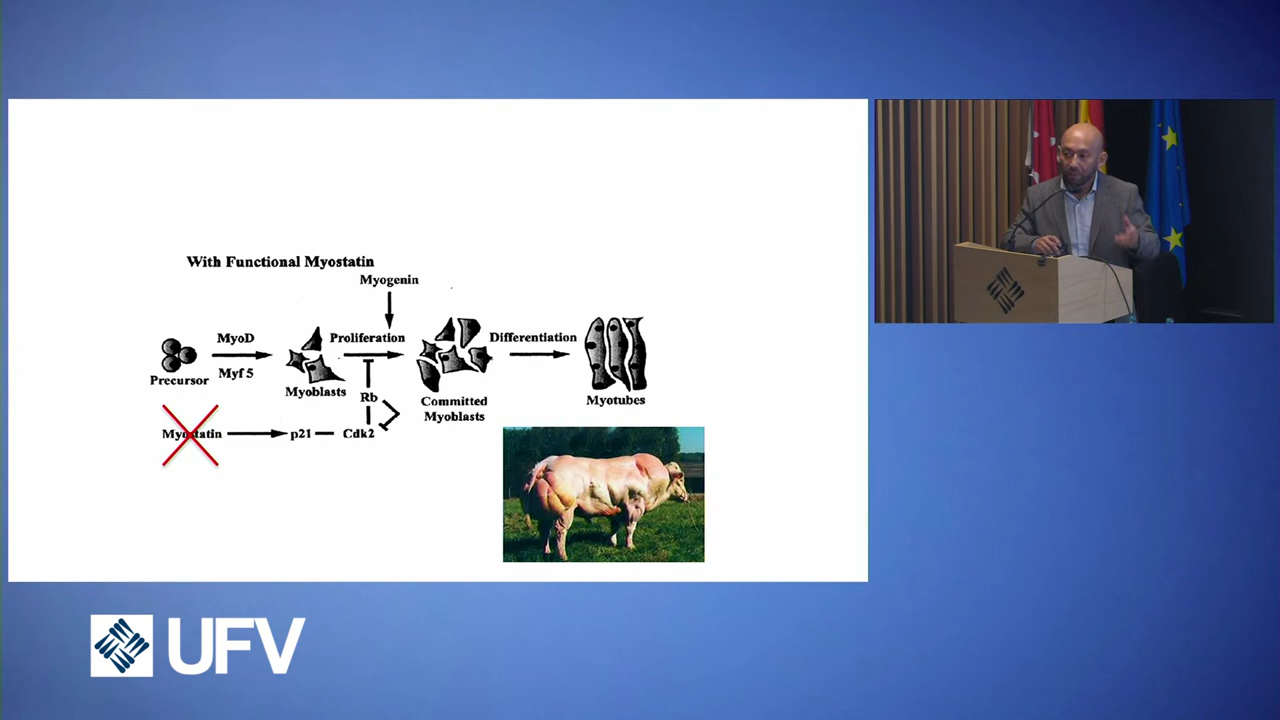 With Functional Myostatin
Myogenin
MyoD
Proliferation
Differentiation
Precursor
Myf 5
Myoblasts
Rb
Committed
Myoblasts
Myotubes
Myostatin
p21
Cdk2
UFV